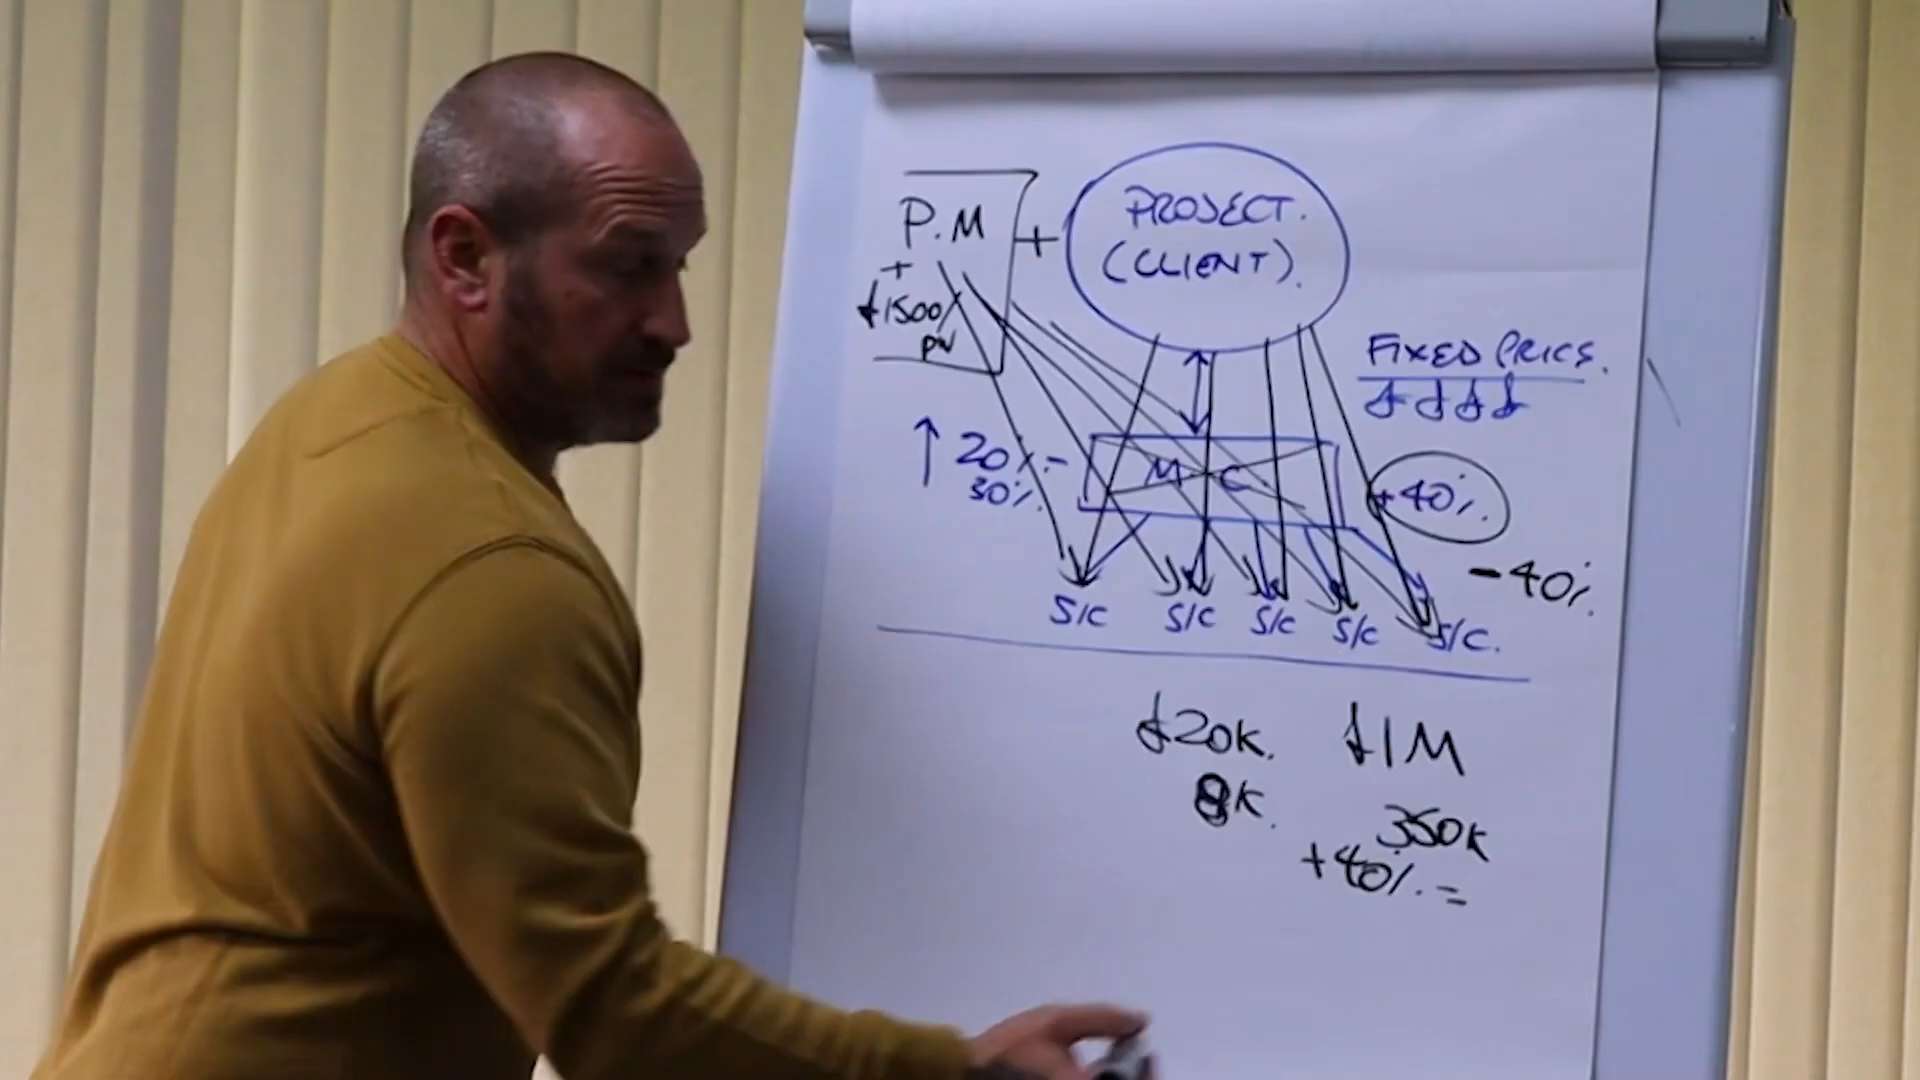 P.M
+
PROJECT.
(CLIENT).
+
£1500/
pw
FIXED PRICE.
££££
↑ 20%-
30%.
M C
+40%.
-40%.
S/C S/C S/C S/C S/C.
£20K. £1M
8K. 350K
+40%. =